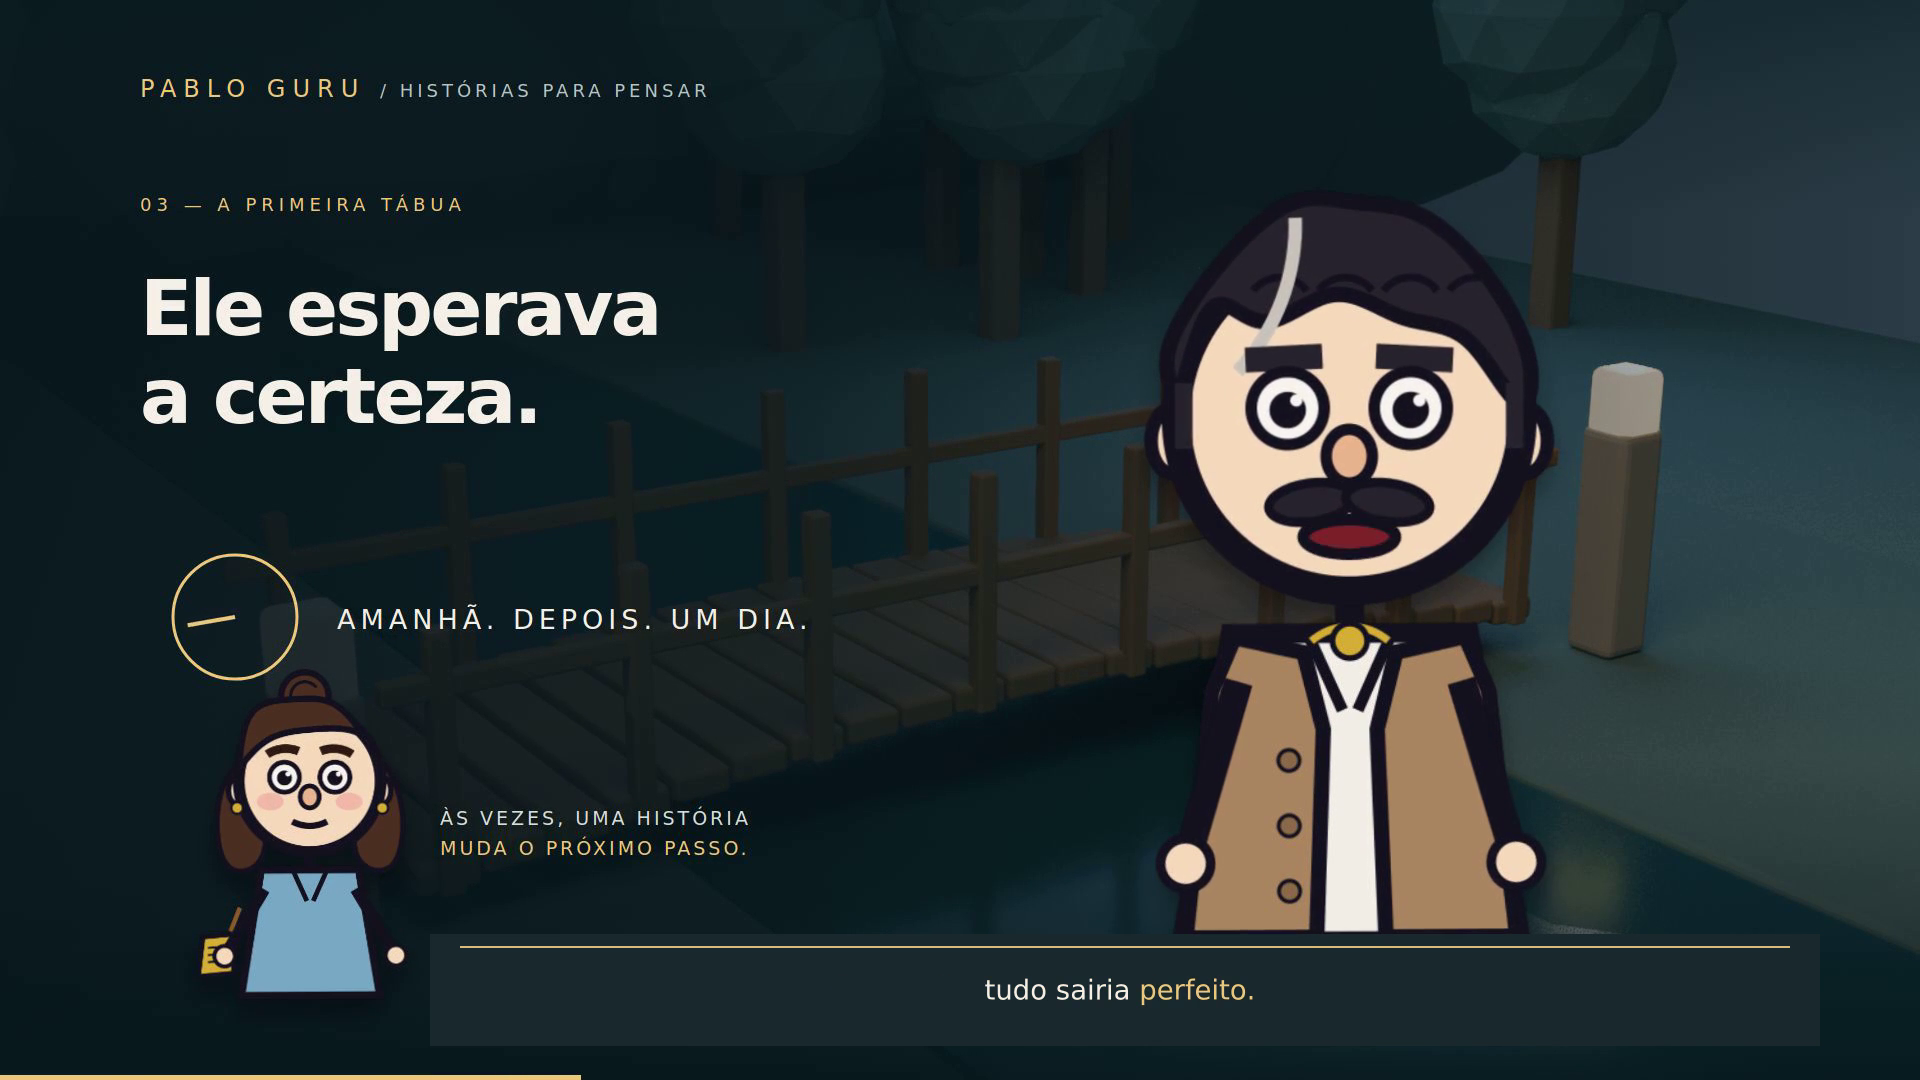 PABLO GURU / HISTÓRIAS PARA PENSAR
03 — A PRIMEIRA TÁBUA
Ele esperava
a certeza.
AMANHÃ. DEPOIS. UM DIA.
ÀS VEZES, UMA HISTÓRIA
MUDA O PRÓXIMO PASSO.
tudo sairia perfeito.